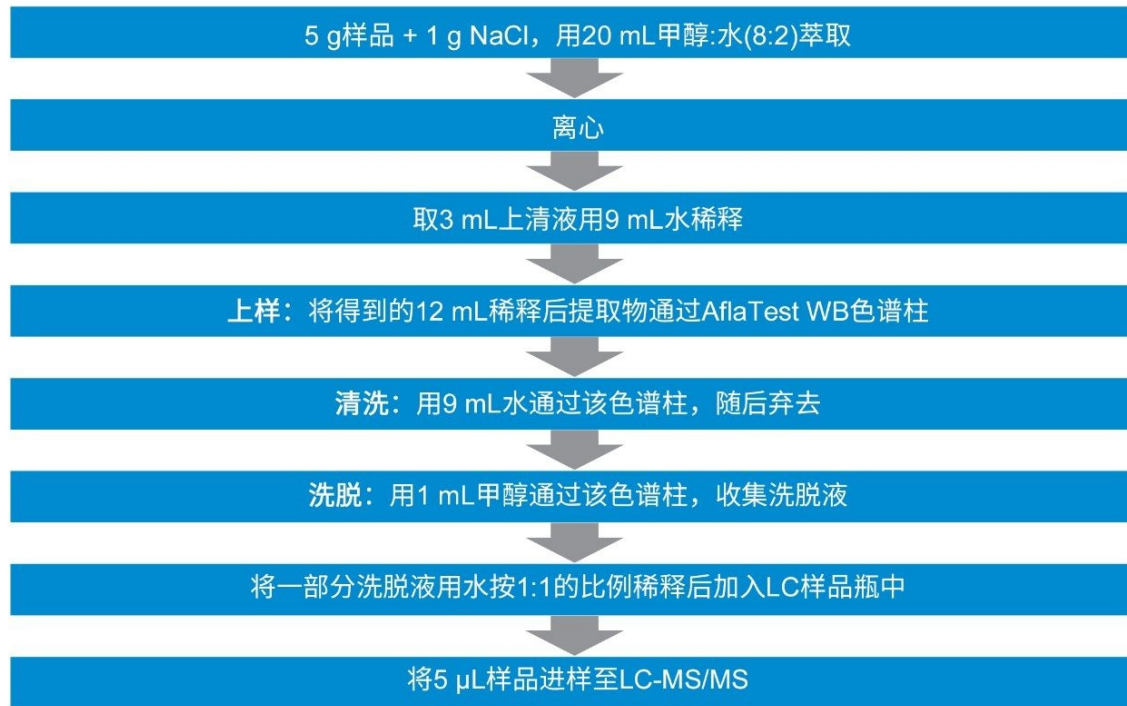 5 g样品 + 1 g NaCl，用20 mL甲醇:水(8:2)萃取
离心
取3 mL上清液用9 mL水稀释
上样：将得到的12 mL稀释后提取物通过AflaTest WB色谱柱
清洗：用9 mL水通过该色谱柱，随后弃去
洗脱：用1 mL甲醇通过该色谱柱，收集洗脱液
将一部分洗脱液用水按1:1的比例稀释后加入LC样品瓶中
将5 µL样品进样至LC-MS/MS